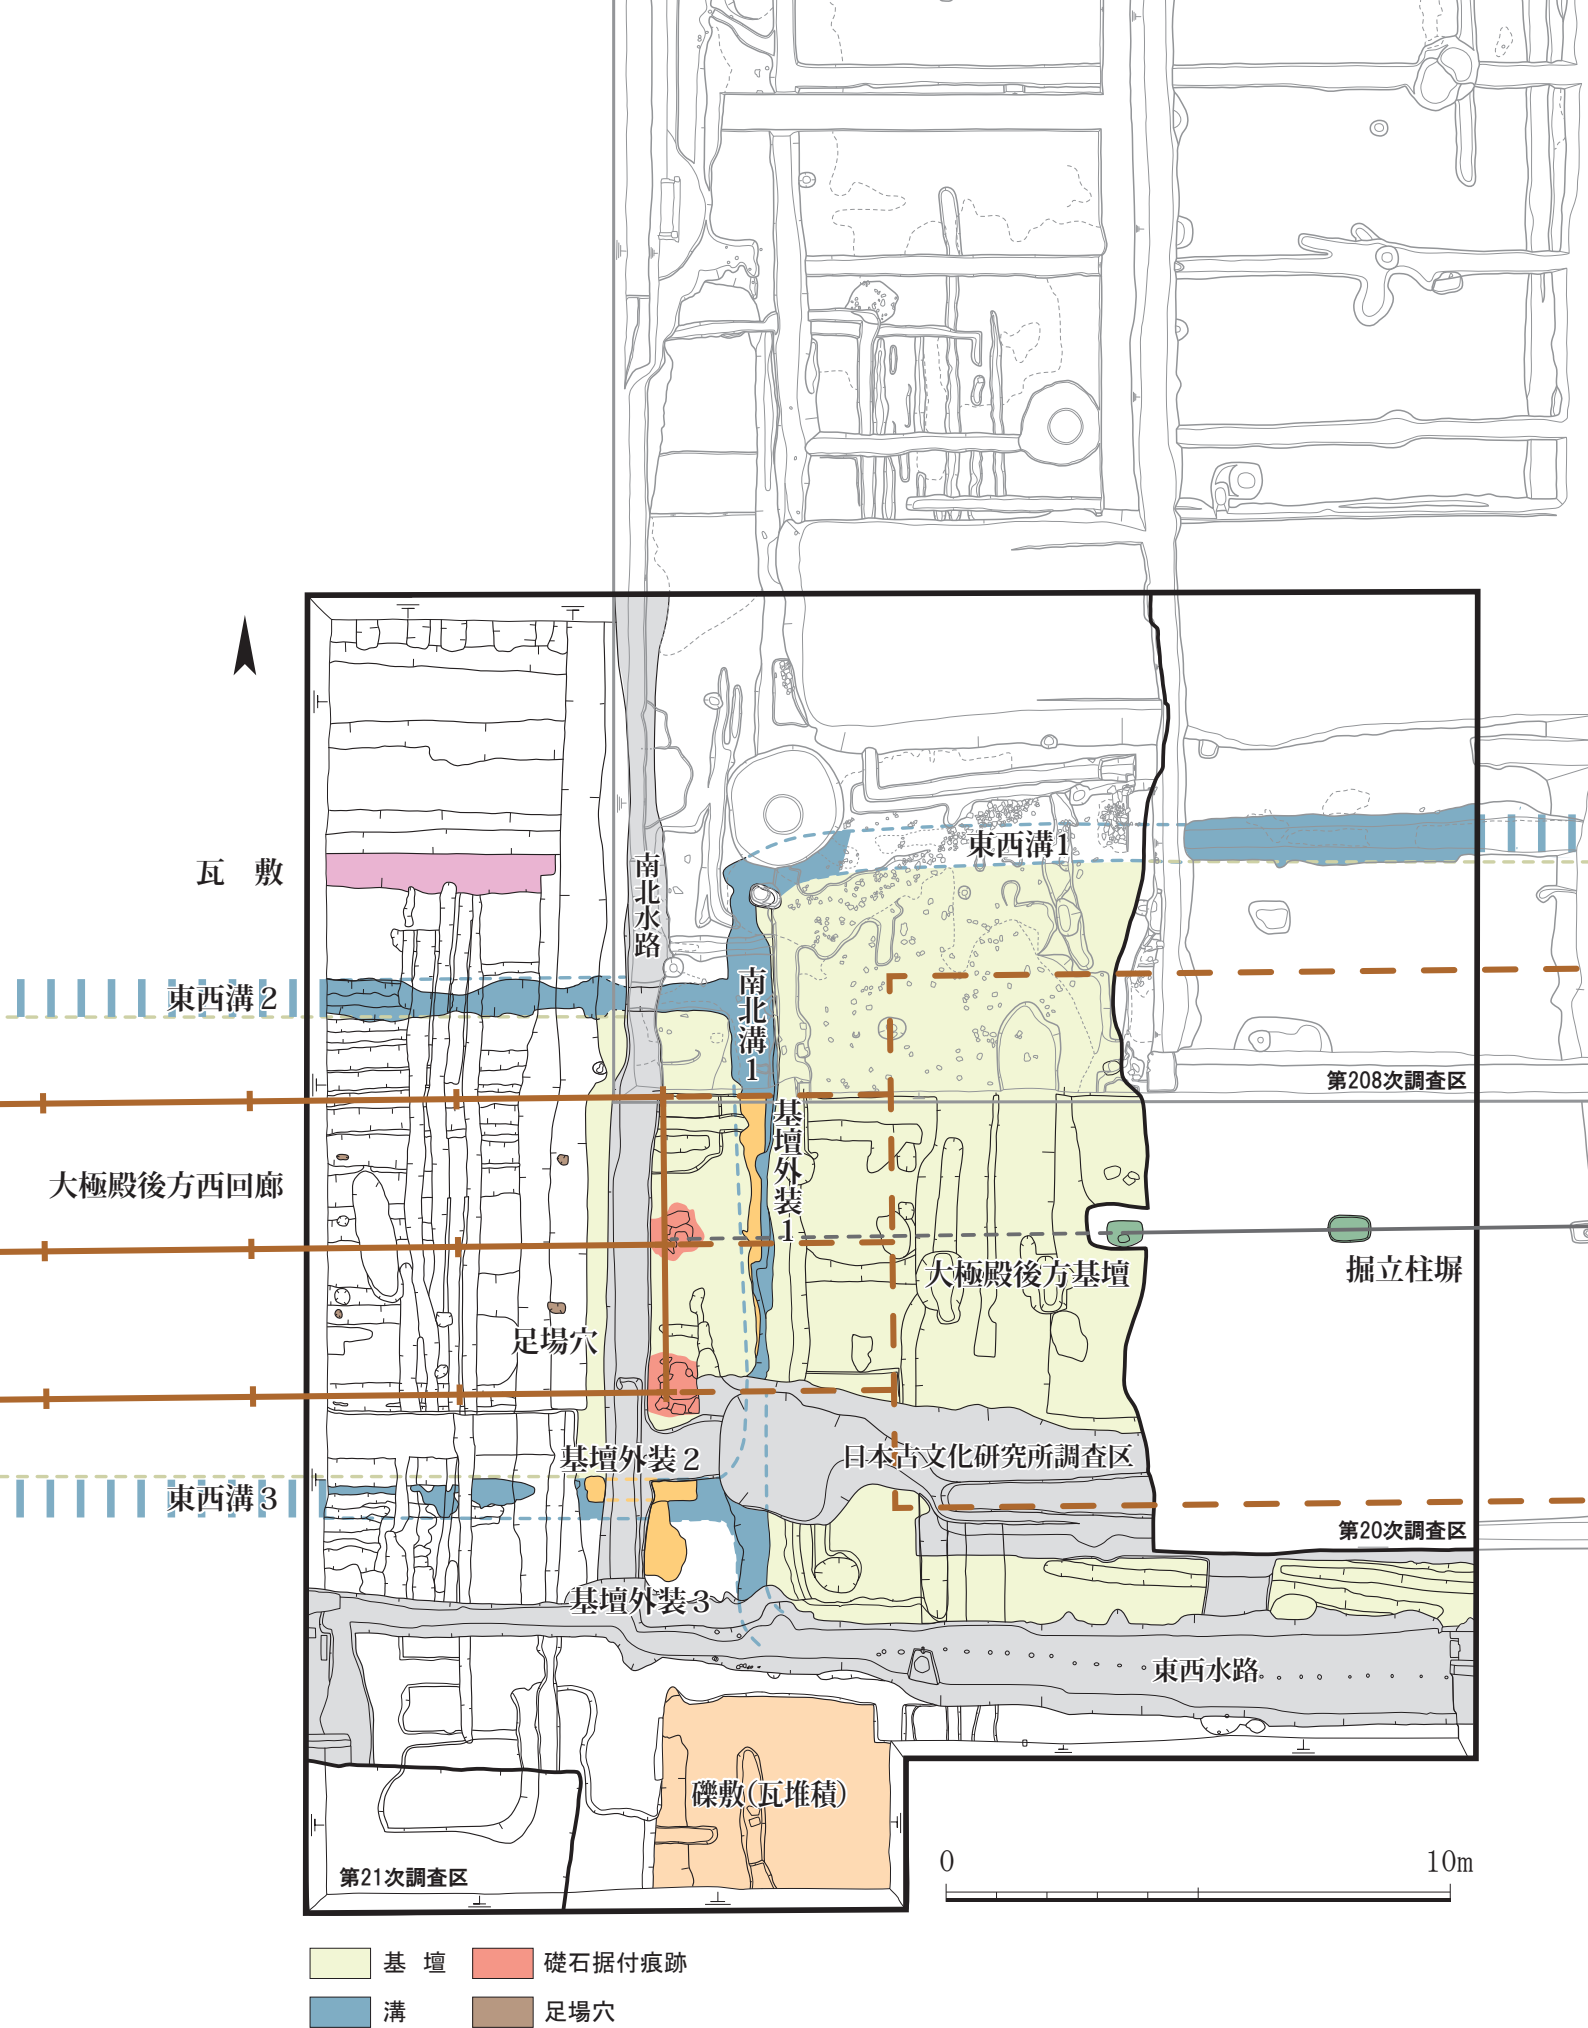 東西溝1
瓦　敷
南北水路
南北溝1
東西溝2
第208次調査区
基壇外装1
大極殿後方西回廊
大極殿後方基壇
掘立柱塀
足場穴
基壇外装2
日本古文化研究所調査区
東西溝3
第20次調査区
基壇外装3
東西水路
礫敷(瓦堆積)
第21次調査区
0　10m
基　壇　礎石据付痕跡
溝　足場穴